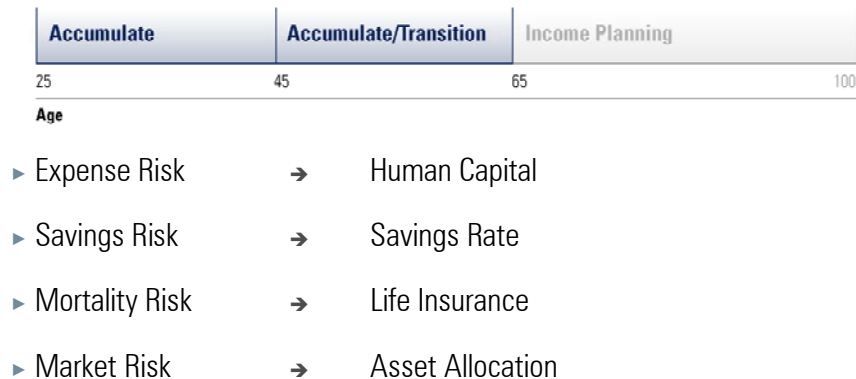 Accumulate Accumulate/Transition Income Planning
25 45 65 100
Age
► Expense Risk → Human Capital
► Savings Risk → Savings Rate
► Mortality Risk → Life Insurance
► Market Risk → Asset Allocation